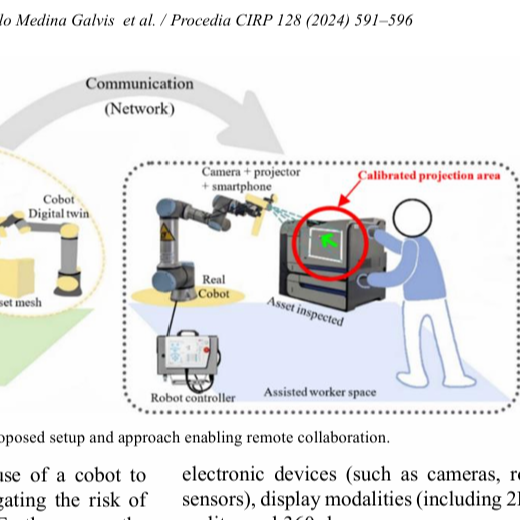 lo Medina Galvis et al. / Procedia CIRP 128 (2024) 591–596
Communication
(Network)
Camera + projector
+ smartphone
Calibrated projection area
Cobot
Digital twin
Real
Cobot
set mesh
Asset inspected
Robot controller
Assisted worker space
oposed setup and approach enabling remote collaboration.
use of a cobot to
gating the risk of
electronic devices (such as cameras, re
sensors), display modalities (including 2